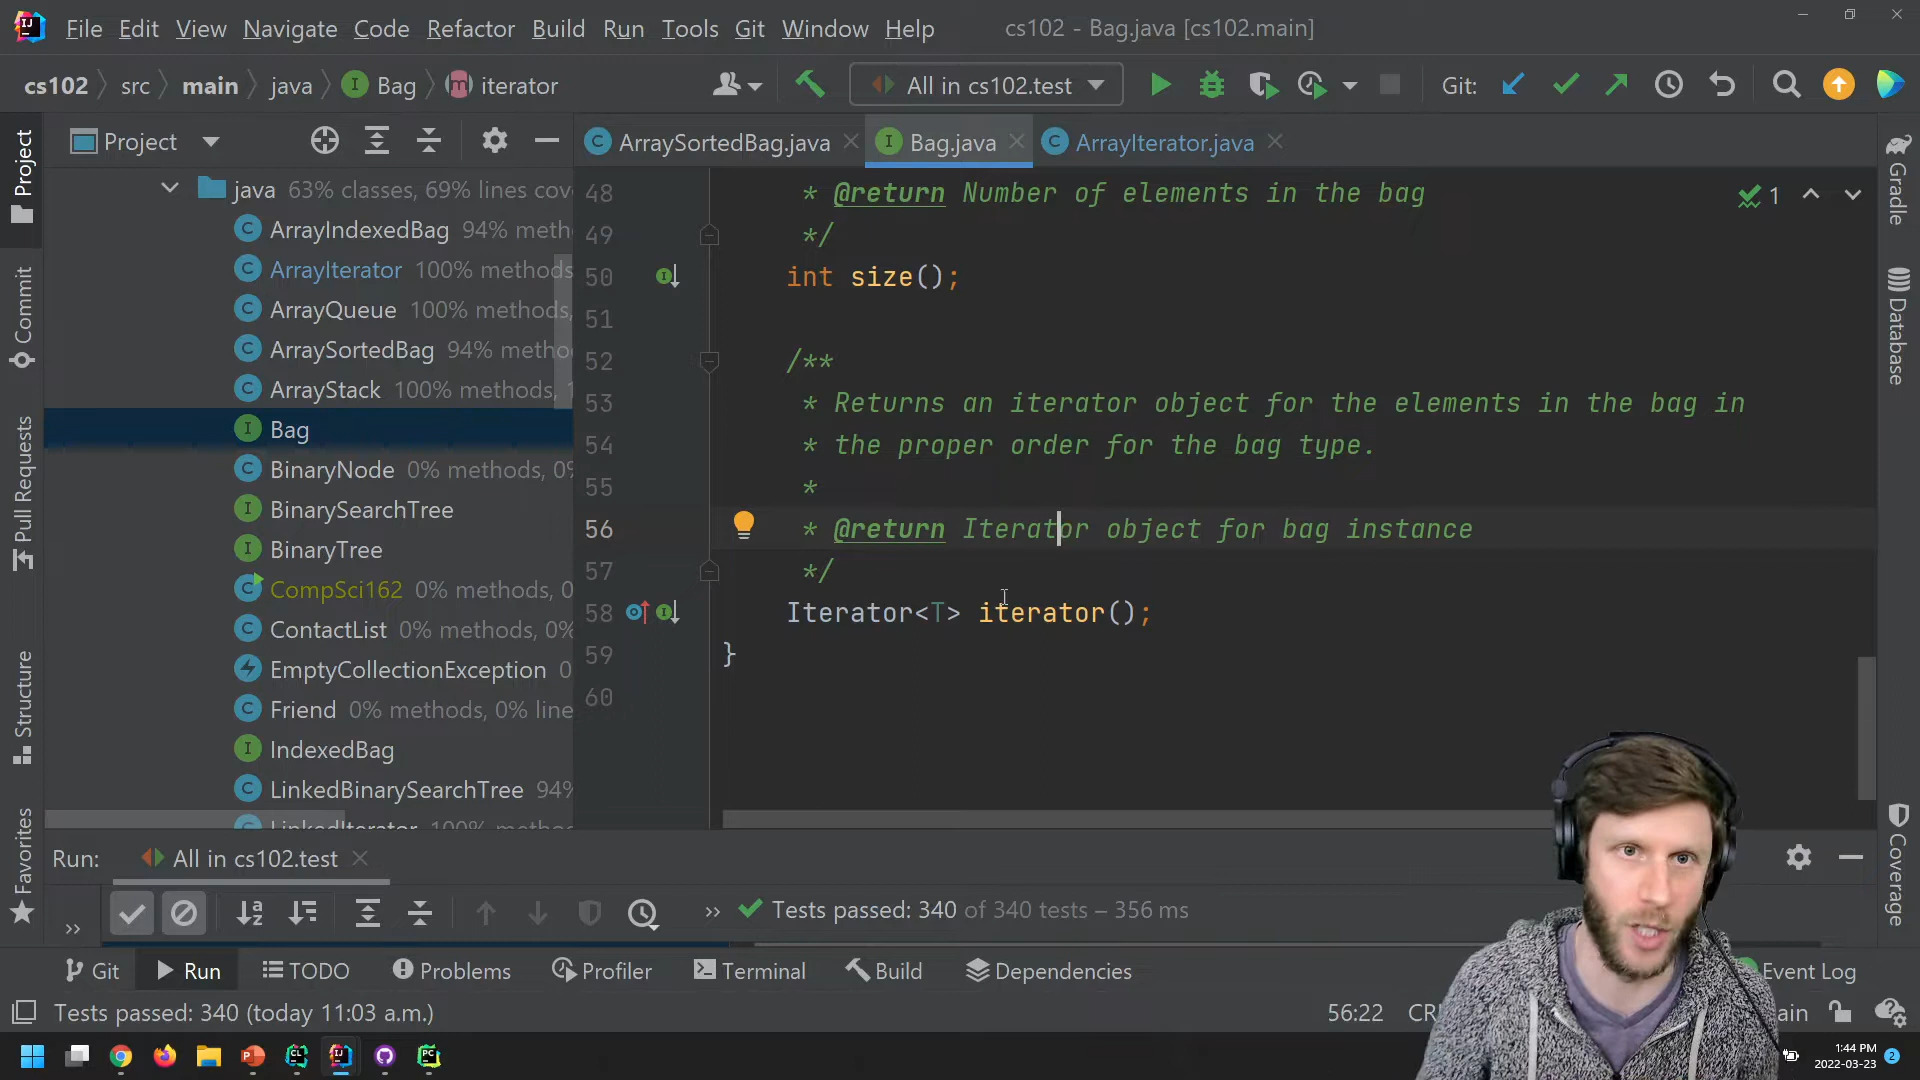 File Edit View Navigate Code Refactor Build Run Tools Git Window Help cs102 - Bag.java [cs102.main]
cs102 src main java Bag iterator All in cs102.test Git:
Project
ArraySortedBag.java Bag.java ArrayIterator.java
Project
Commit
Pull Requests
Structure
Favorites
java 63% classes, 69% lines cov
ArrayIndexedBag 94% meth
ArrayIterator 100% methods
ArrayQueue 100% methods,
ArraySortedBag 94% metho
ArrayStack 100% methods, 1
Bag
BinaryNode 0% methods, 0%
BinarySearchTree
BinaryTree
CompSci162 0% methods, 0
ContactList 0% methods, 0
EmptyCollectionException 0
Friend 0% methods, 0% line
IndexedBag
LinkedBinarySearchTree 94%
LinkedIterator 100% metho
48 * @return Number of elements in the bag
49 */
50 int size();
51
52 /**
53 * Returns an iterator object for the elements in the bag in
54 * the proper order for the bag type.
55 *
56 * @return Iterator object for bag instance
57 */
58 Iterator<T> iterator();
59 }
60
1
Gradle
Database
Coverage
Run: All in cs102.test
Tests passed: 340 of 340 tests – 356 ms
Git Run TODO Problems Profiler Terminal Build Dependencies Event Log
Tests passed: 340 (today 11:03 a.m.) 56:22 ain
1:44 PM
2022-03-23
2